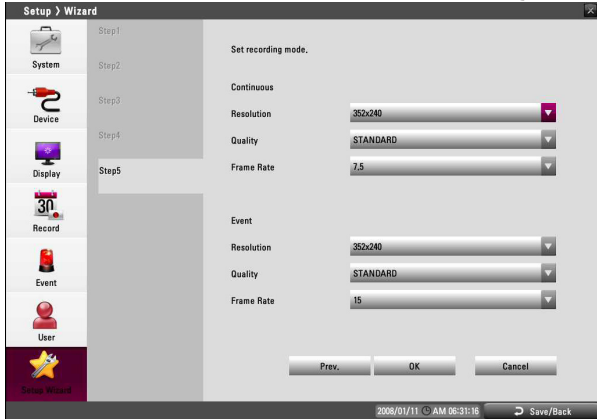 Setup > Wizard
System
Device
Display
30
Record
Event
User
Setup Wizard
Step1
Step2
Step3
Step4
Step5
Set recording mode.
Continuous
Resolution 352x240
Quality STANDARD
Frame Rate 7.5
Event
Resolution 352x240
Quality STANDARD
Frame Rate 15
Prev. OK Cancel
2008/01/11 AM 06:31:16 Save/Back